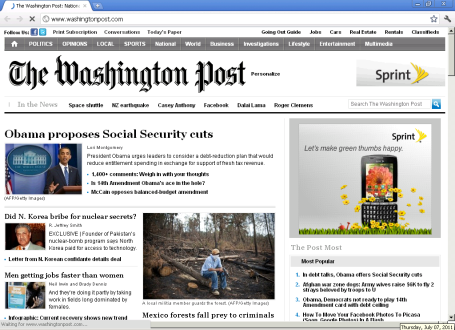 The Washington Post: Nationa
www.washingtonpost.com
Follow Us:
Print Subscription Conversations Today's Paper
Going Out Guide Jobs Cars Real Estate Rentals Classifieds
POLITICS OPINIONS LOCAL SPORTS National World Business Investigations Lifestyle Entertainment Multimedia
The Washington Post
Personalize
Sprint
In the News Space shuttle NZ earthquake Casey Anthony Facebook Dalai Lama Roger Clemens
Search The Washington Post
Obama proposes Social Security cuts
Lori Montgomery
President Obama urges leaders to consider a debt-reduction plan that would
reduce entitlement spending in exchange for support of fresh tax revenue.
1,400+ comments: Weigh in with your thoughts
Is 14th Amendment Obama's ace in the hole?
McCain opposes balanced-budget amendment
(AFP/Getty Images)
Sprint
Let's make green thumbs happy.
Did N. Korea bribe for nuclear secrets?
R. Jeffrey Smith
EXCLUSIVE | Founder of Pakistan's
nuclear-bomb program says North
Korea paid for access to technology.
(AFP/Getty Images)
Letter from N. Korean confidante details deal
Men getting jobs faster than women
Neil Irwin and Brady Dennis
And they're doing it partly by taking
work in fields long dominated by
females.
Infographic: Current recovery shows new trend
A local militia member guards the forest. (AFP/Getty Images)
Mexico forests fall prey to criminals
The Post Most
Most Popular
1. In debt talks, Obama offers Social Security cuts
2. Afghan war zone dogs: Army wives raise $6K to fly 2
strays beloved by troops to U
3. Obama, Democrats not ready to play 14th
Amendment card with debt ceiling
4. How To Move Your Facebook Photos To Picasa
Waiting for www.washingtonpost.com...
Thursday, July 07, 2011